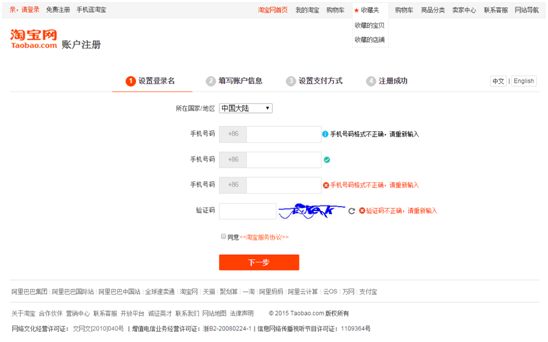 亲，请登录 免费注册 手机逛淘宝 淘宝网首页 我的淘宝 购物车 ★ 收藏夹 购物车 商品分类 卖家中心 联系客服 网站导航
收藏的宝贝
收藏的店铺
淘宝网
Taobao.com 账户注册
1 设置登录名 2 填写账户信息 3 设置支付方式 4 注册成功 中文 | English
所在国家/地区 中国大陆
手机号码 +86 手机号码格式不正确，请重新输入
手机号码 +86
手机号码 +86 手机号码格式不正确，请重新输入
验证码 验证码不正确，请重新输入
同意<<淘宝服务协议>>
下一步
阿里巴巴集团 | 阿里巴巴国际站 | 阿里巴巴中国站 | 全球速卖通 | 淘宝网 | 天猫 | 聚划算 | 一淘 | 阿里妈妈 | 阿里云计算 | 云OS | 万网 | 支付宝
关于淘宝 合作伙伴 营销中心 联系客服 开放平台 诚征英才 联系我们 网站地图 法律声明 © 2015 Taobao.com 版权所有
网络文化经营许可证： 文网文[2010]040号 | 增值电信业务经营许可证： 浙B2-20080224-1 | 信息网络传播视听节目许可证： 1109364号